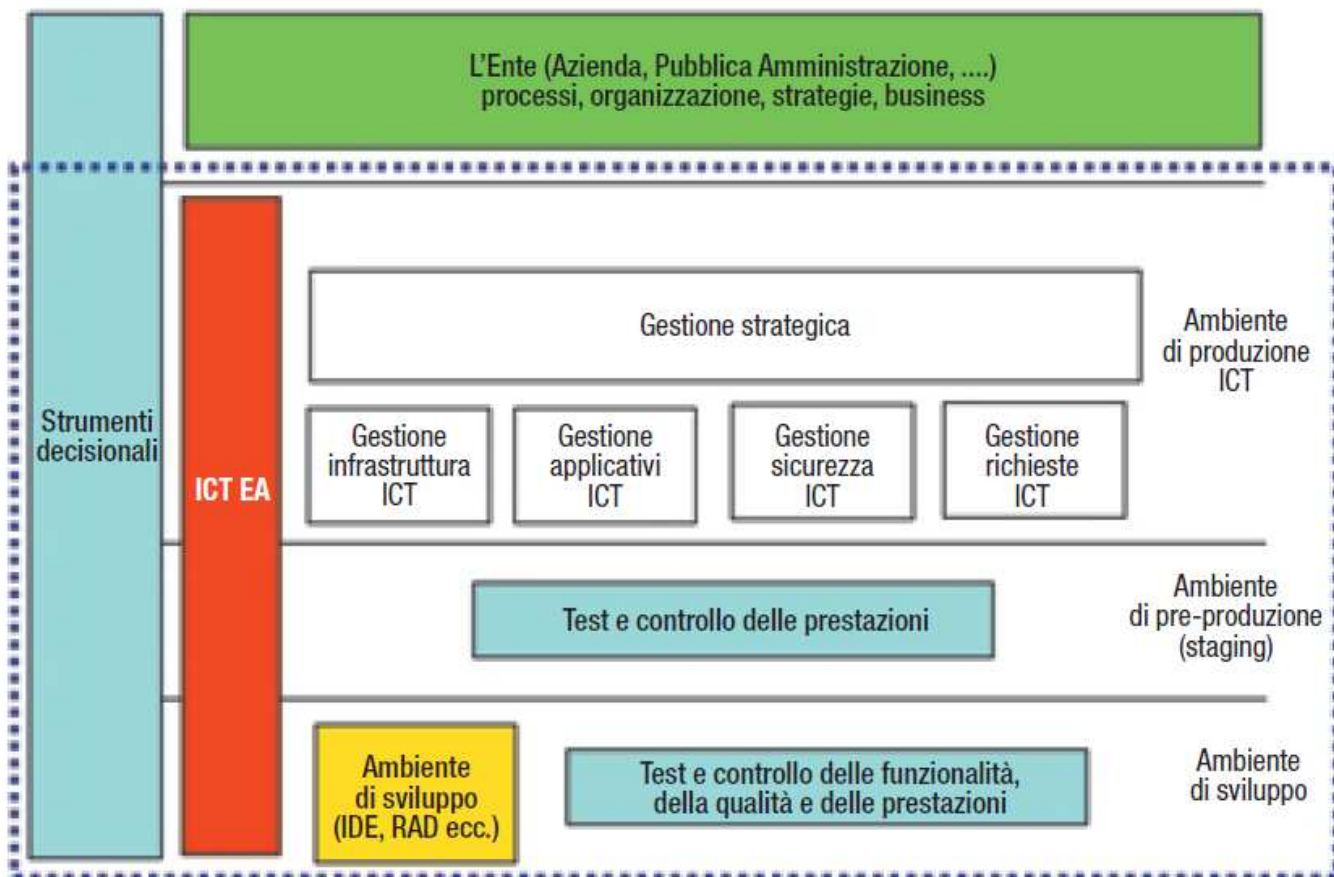 L'Ente (Azienda, Pubblica Amministrazione, ....)
processi, organizzazione, strategie, business
Strumenti
decisionali
ICT EA
Gestione strategica
Ambiente
di produzione
ICT
Gestione
infrastruttura
ICT
Gestione
applicativi
ICT
Gestione
sicurezza
ICT
Gestione
richieste
ICT
Test e controllo delle prestazioni
Ambiente
di pre-produzione
(staging)
Ambiente
di sviluppo
(IDE, RAD ecc.)
Test e controllo delle funzionalità,
della qualità e delle prestazioni
Ambiente
di sviluppo